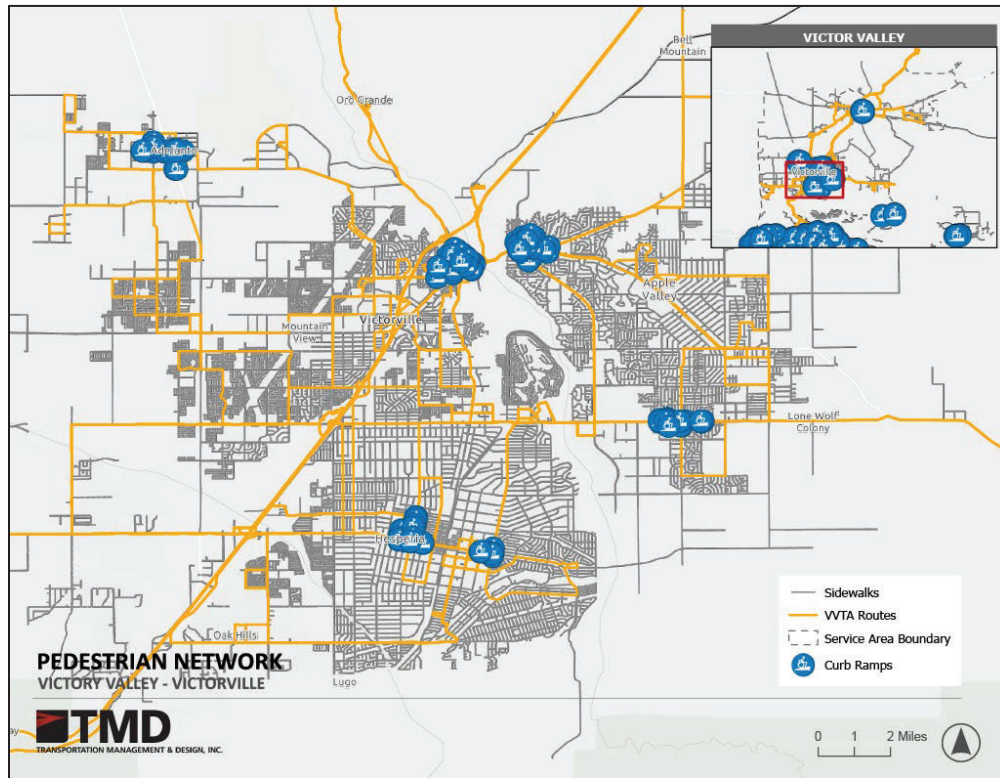 VICTOR VALLEY
Victorville
Bell
Mountain
Oro Grande
Adelanto
Apple
Valley
Victorville
Mountain
View
Lone Wolf
Colony
Hesperia
Oak Hills
Lugo
Sidewalks
VVTA Routes
Service Area Boundary
Curb Ramps
PEDESTRIAN NETWORK
VICTORY VALLEY - VICTORVILLE
TMD
TRANSPORTATION MANAGEMENT & DESIGN, INC.
0 1 2 Miles